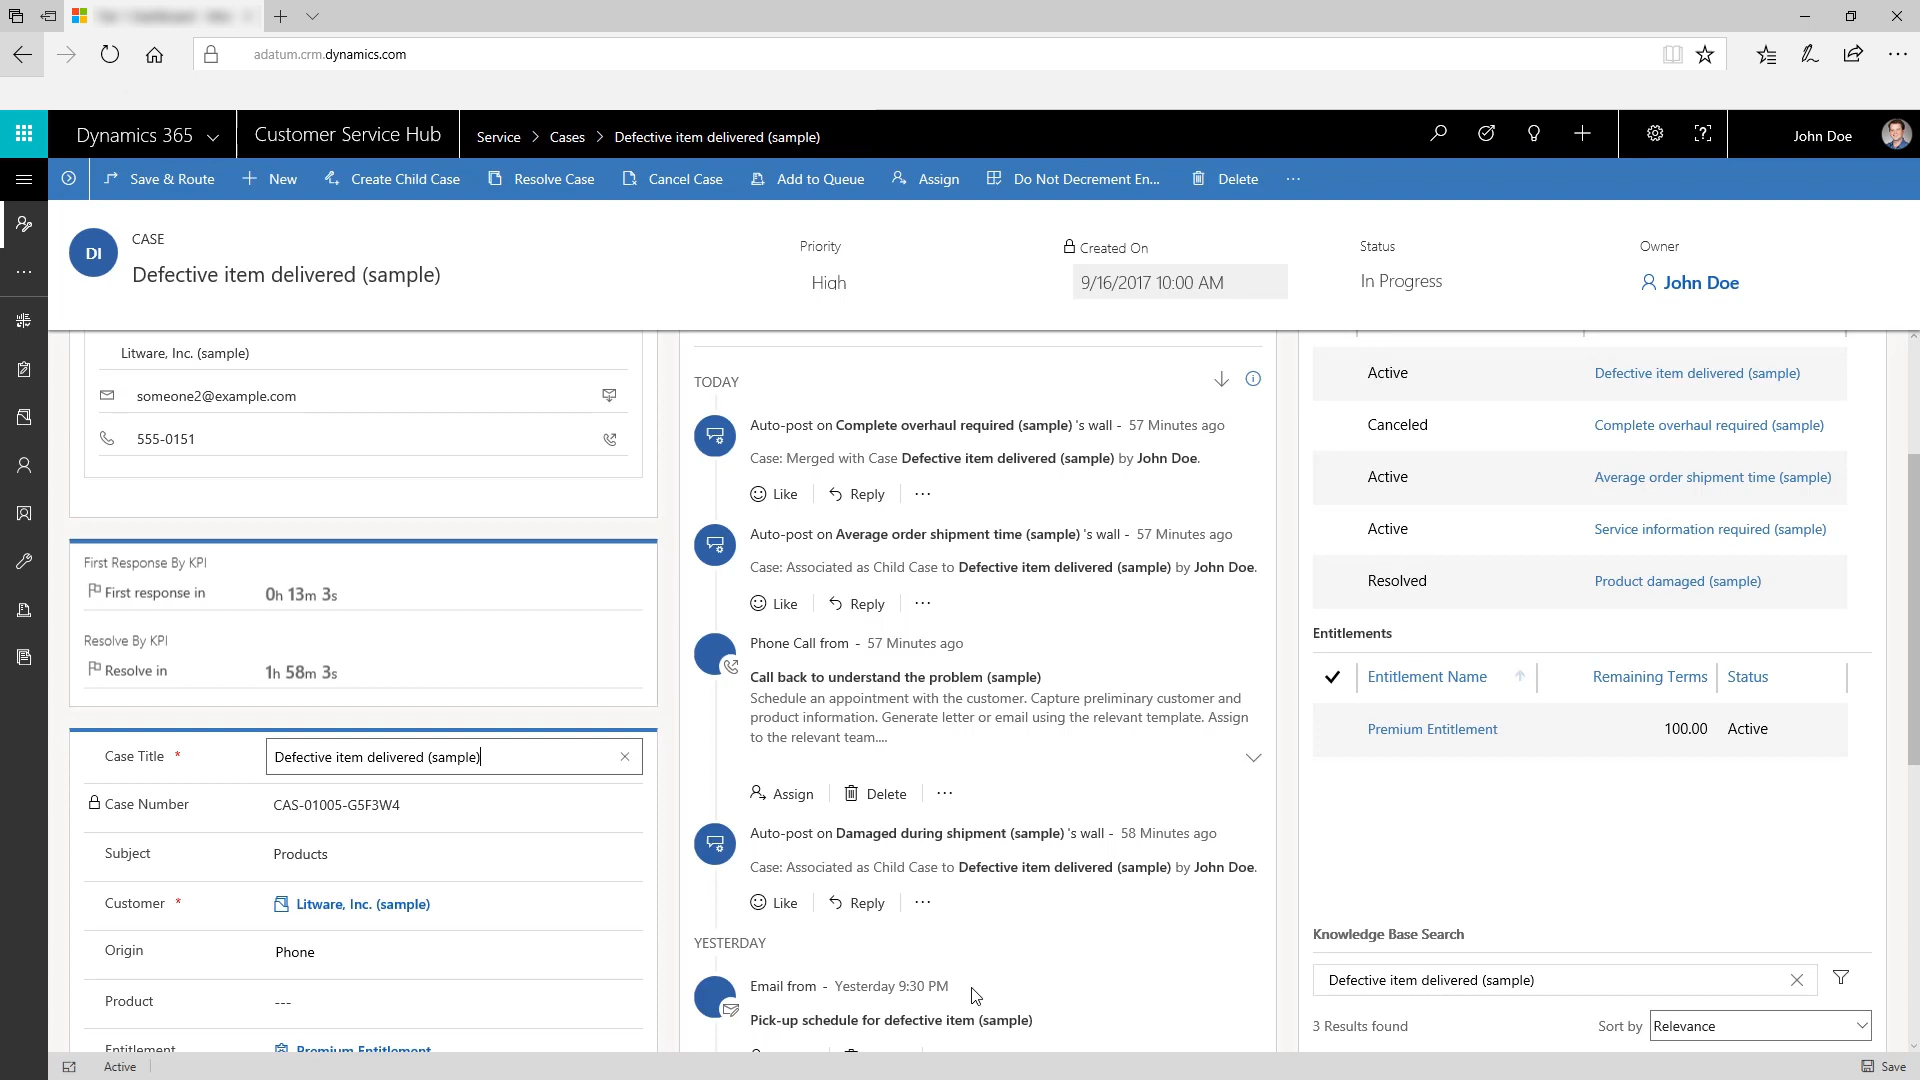 adatum.crm.dynamics.com
Dynamics 365
Customer Service Hub
Service > Cases > Defective item delivered (sample)
John Doe
Save & Route
New
Create Child Case
Resolve Case
Cancel Case
Add to Queue
Assign
Do Not Decrement En...
Delete
DI
CASE
Defective item delivered (sample)
Priority
High
Created On
9/16/2017 10:00 AM
Status
In Progress
Owner
John Doe
Litware, Inc. (sample)
someone2@example.com
555-0151
First Response By KPI
First response in 0h 13m 3s
Resolve By KPI
Resolve in 1h 58m 3s
Case Title * Defective item delivered (sample)
Case Number CAS-01005-G5F3W4
Subject Products
Customer * Litware, Inc. (sample)
Origin Phone
Product ---
Entitlement Premium Entitlement
TODAY
Auto-post on Complete overhaul required (sample) 's wall - 57 Minutes ago
Case: Merged with Case Defective item delivered (sample) by John Doe.
Like Reply ...
Auto-post on Average order shipment time (sample) 's wall - 57 Minutes ago
Case: Associated as Child Case to Defective item delivered (sample) by John Doe.
Like Reply ...
Phone Call from - 57 Minutes ago
Call back to understand the problem (sample)
Schedule an appointment with the customer. Capture preliminary customer and
product information. Generate letter or email using the relevant template. Assign
to the relevant team....
Assign Delete ...
Auto-post on Damaged during shipment (sample) 's wall - 58 Minutes ago
Case: Associated as Child Case to Defective item delivered (sample) by John Doe.
Like Reply ...
YESTERDAY
Email from - Yesterday 9:30 PM
Pick-up schedule for defective item (sample)
Active Defective item delivered (sample)
Canceled Complete overhaul required (sample)
Active Average order shipment time (sample)
Active Service information required (sample)
Resolved Product damaged (sample)
Entitlements
Entitlement Name Remaining Terms Status
Premium Entitlement 100.00 Active
Knowledge Base Search
Defective item delivered (sample)
3 Results found Sort by Relevance
Active
Save